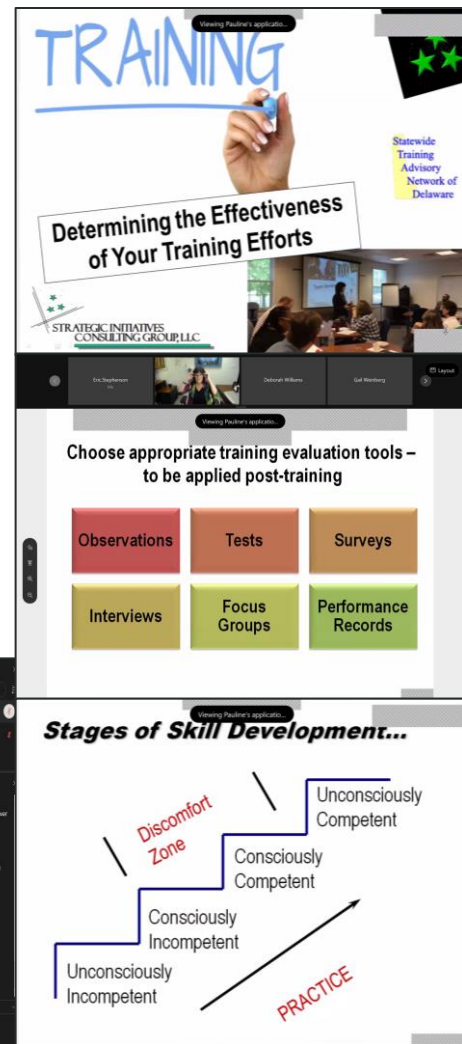 Viewing Pauline's applicatio...
TRAINING
Statewide
Training
Advisory
Network of
Delaware
Determining the Effectiveness
of Your Training Efforts
STRATEGIC INITIATIVES
CONSULTING GROUP, LLC
Eric Stephenson
Deborah Williams
Gail Weinberg
Layout
Viewing Pauline's applicatio...
Choose appropriate training evaluation tools –
to be applied post-training
Observations
Tests
Surveys
Interviews
Focus
Groups
Performance
Records
Viewing Pauline's applicatio...
Stages of Skill Development...
Discomfort
Zone
Unconsciously
Competent
Consciously
Competent
Consciously
Incompetent
Unconsciously
Incompetent
PRACTICE